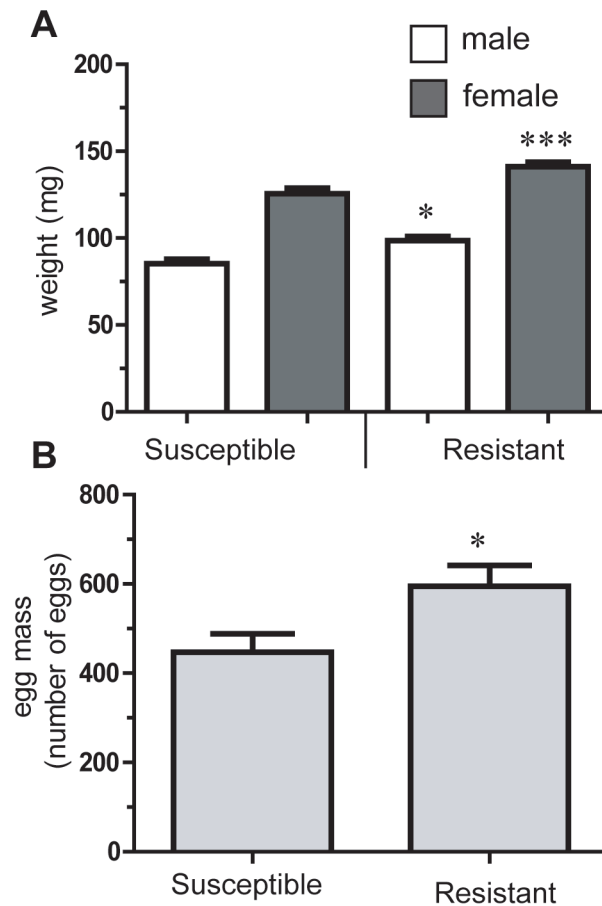 A
male
female
200
150
100
50
0
weight (mg)
*
***
Susceptible
Resistant
B
800
600
400
200
0
egg mass
(number of eggs)
*
Susceptible
Resistant